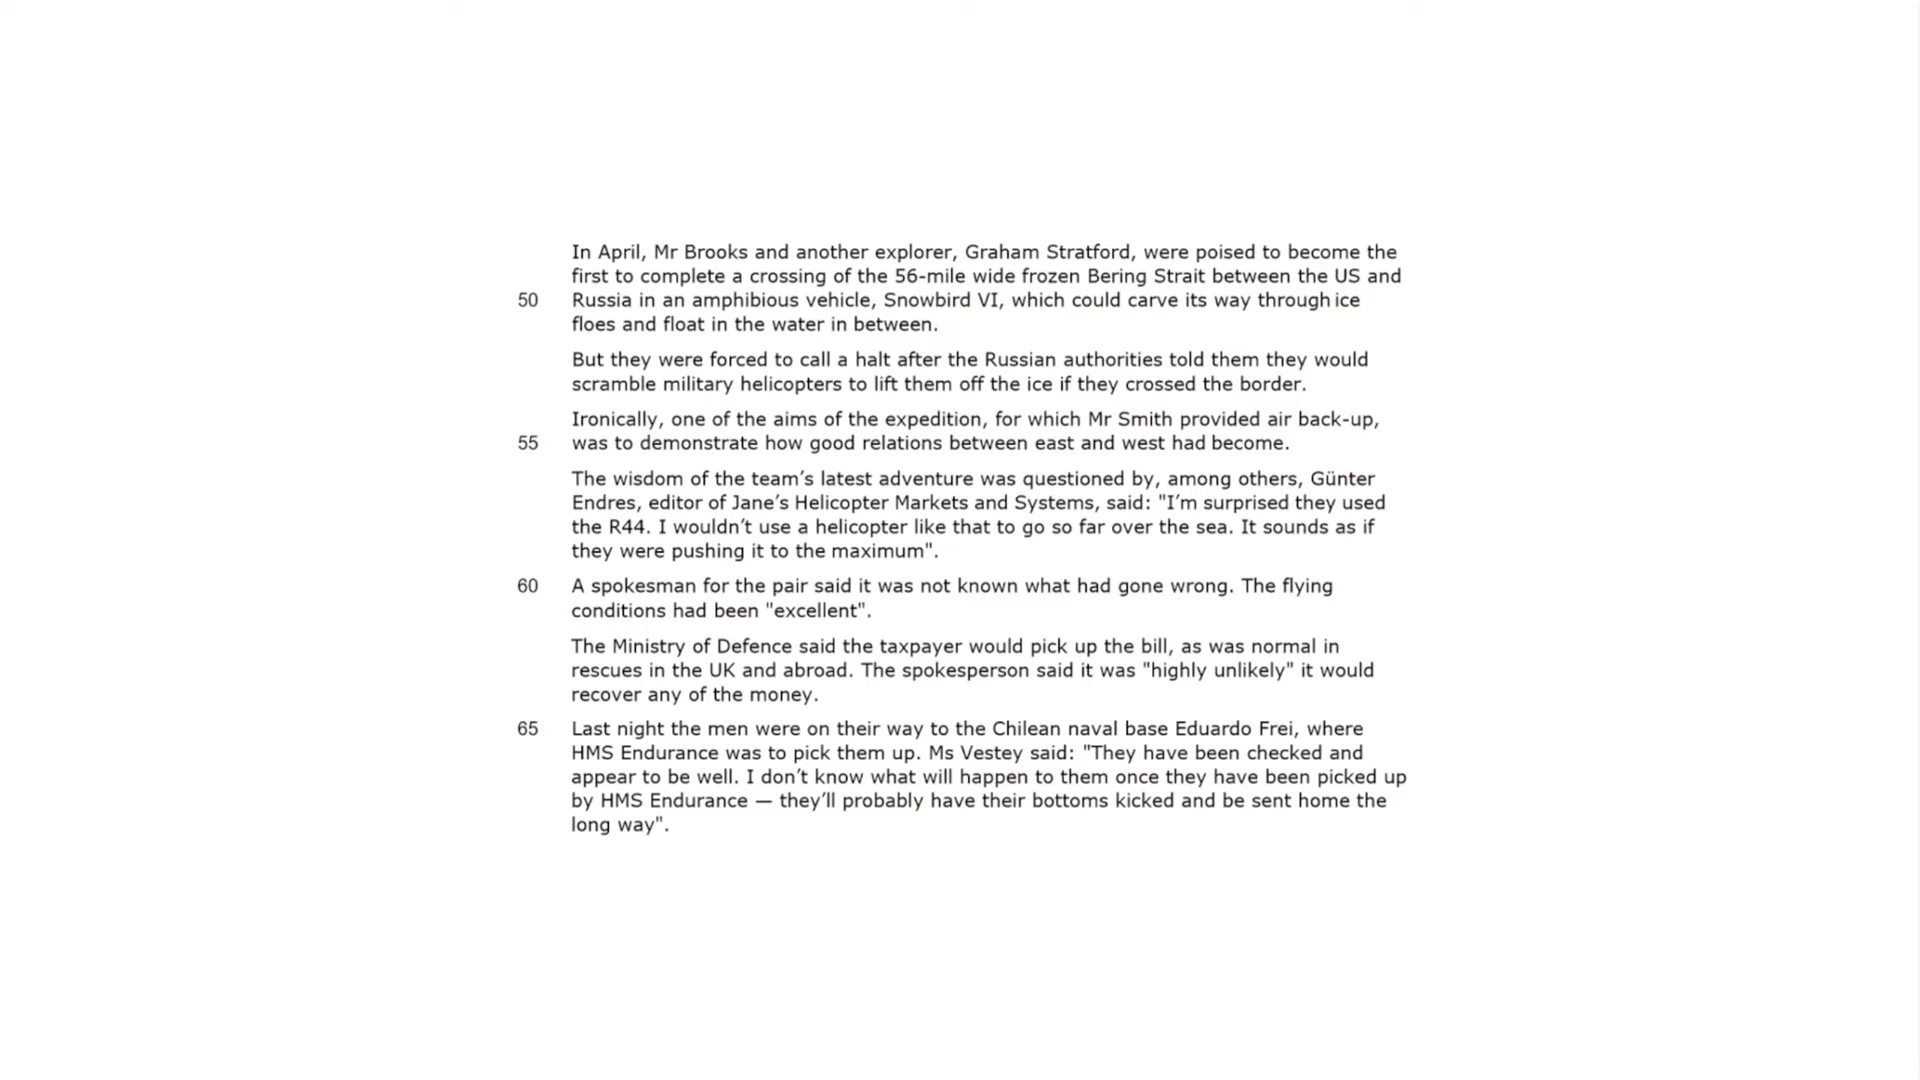 In April, Mr Brooks and another explorer, Graham Stratford, were poised to become the
first to complete a crossing of the 56-mile wide frozen Bering Strait between the US and
50 Russia in an amphibious vehicle, Snowbird VI, which could carve its way through ice
floes and float in the water in between.
But they were forced to call a halt after the Russian authorities told them they would
scramble military helicopters to lift them off the ice if they crossed the border.
Ironically, one of the aims of the expedition, for which Mr Smith provided air back-up,
55 was to demonstrate how good relations between east and west had become.
The wisdom of the team’s latest adventure was questioned by, among others, Günter
Endres, editor of Jane’s Helicopter Markets and Systems, said: "I’m surprised they used
the R44. I wouldn’t use a helicopter like that to go so far over the sea. It sounds as if
they were pushing it to the maximum".
60 A spokesman for the pair said it was not known what had gone wrong. The flying
conditions had been "excellent".
The Ministry of Defence said the taxpayer would pick up the bill, as was normal in
rescues in the UK and abroad. The spokesperson said it was "highly unlikely" it would
recover any of the money.
65 Last night the men were on their way to the Chilean naval base Eduardo Frei, where
HMS Endurance was to pick them up. Ms Vestey said: "They have been checked and
appear to be well. I don’t know what will happen to them once they have been picked up
by HMS Endurance — they’ll probably have their bottoms kicked and be sent home the
long way".